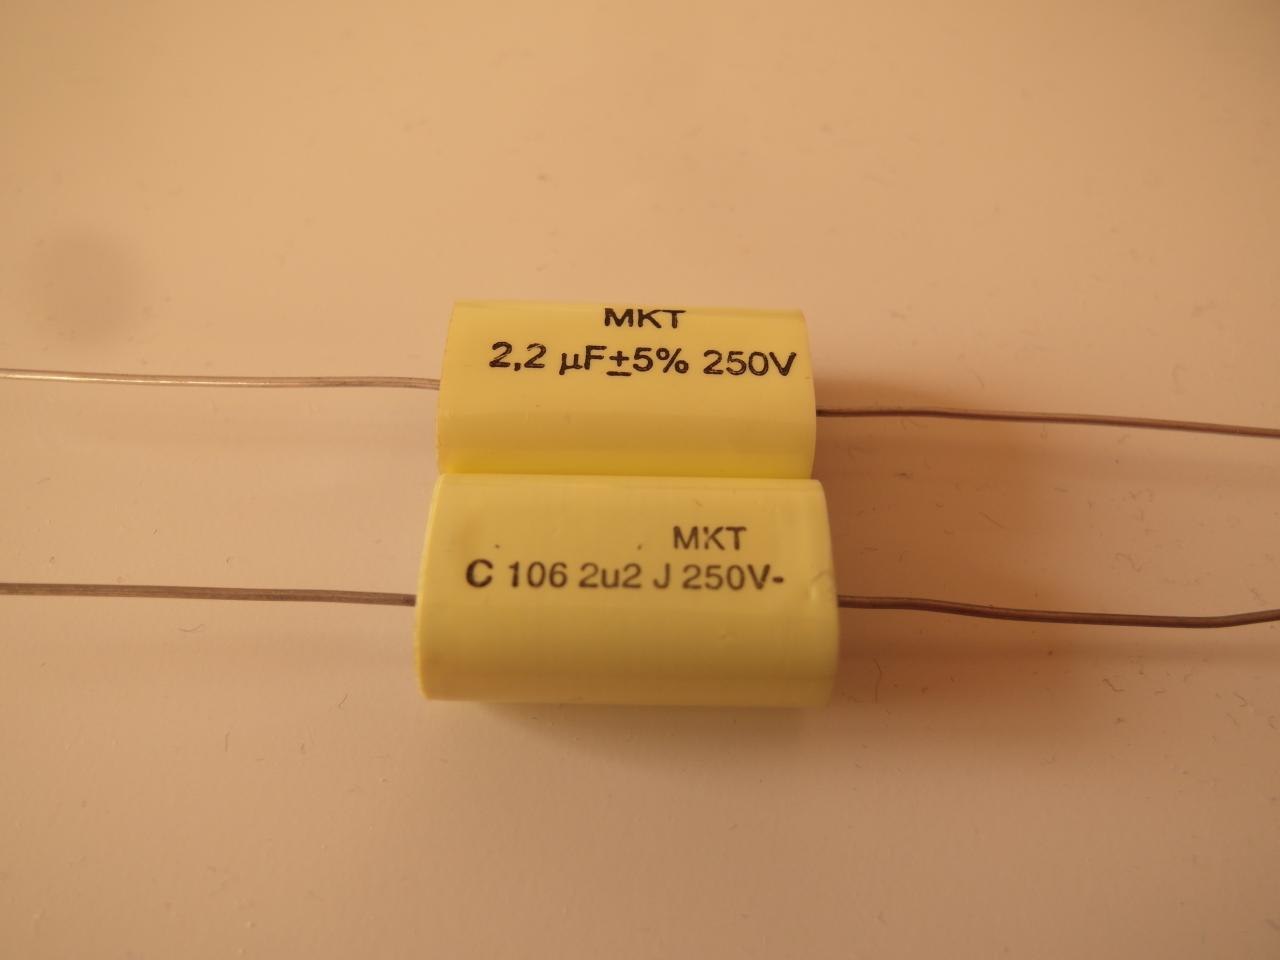 MKT
2,2 µF±5% 250V
MKT
C 106 2u2 J 250V-